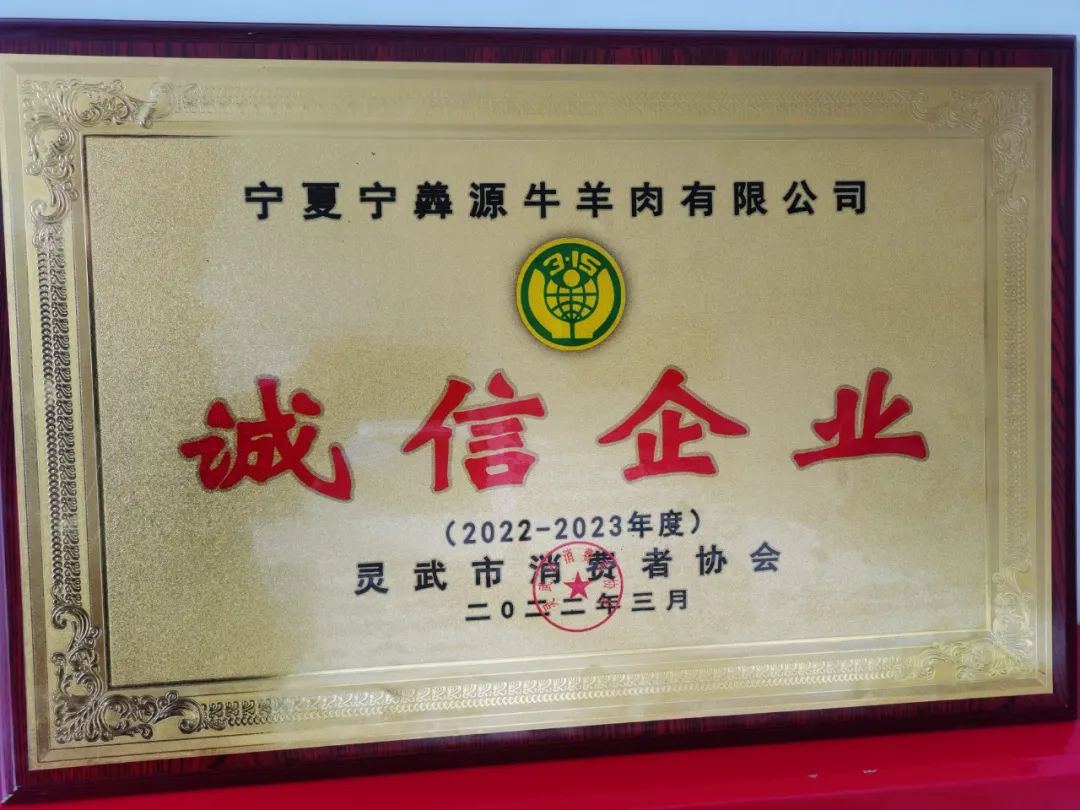 宁夏宁羴源牛羊肉有限公司
3·15
诚信企业
（2022-2023年度）
灵武市消费者协会
二0二二年三月